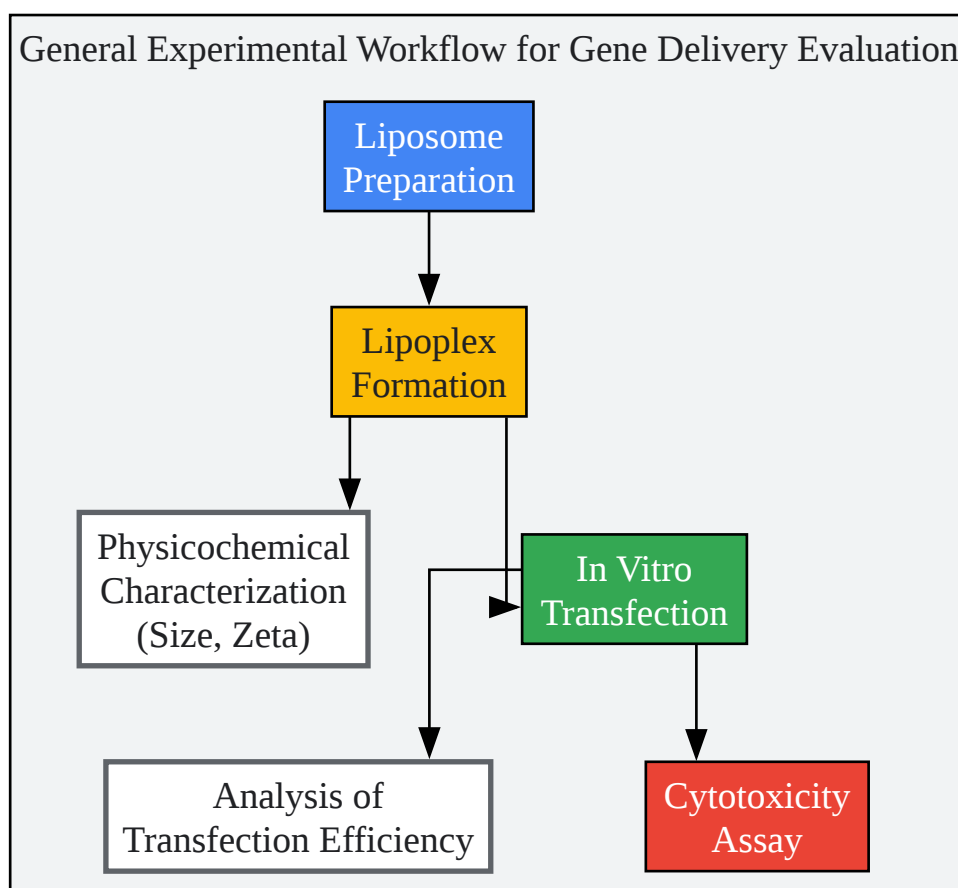 General Experimental Workflow for Gene Delivery Evaluation
Liposome
Preparation
Lipoplex
Formation
Physicochemical
Characterization
(Size, Zeta)
In Vitro
Transfection
Analysis of
Transfection Efficiency
Cytotoxicity
Assay